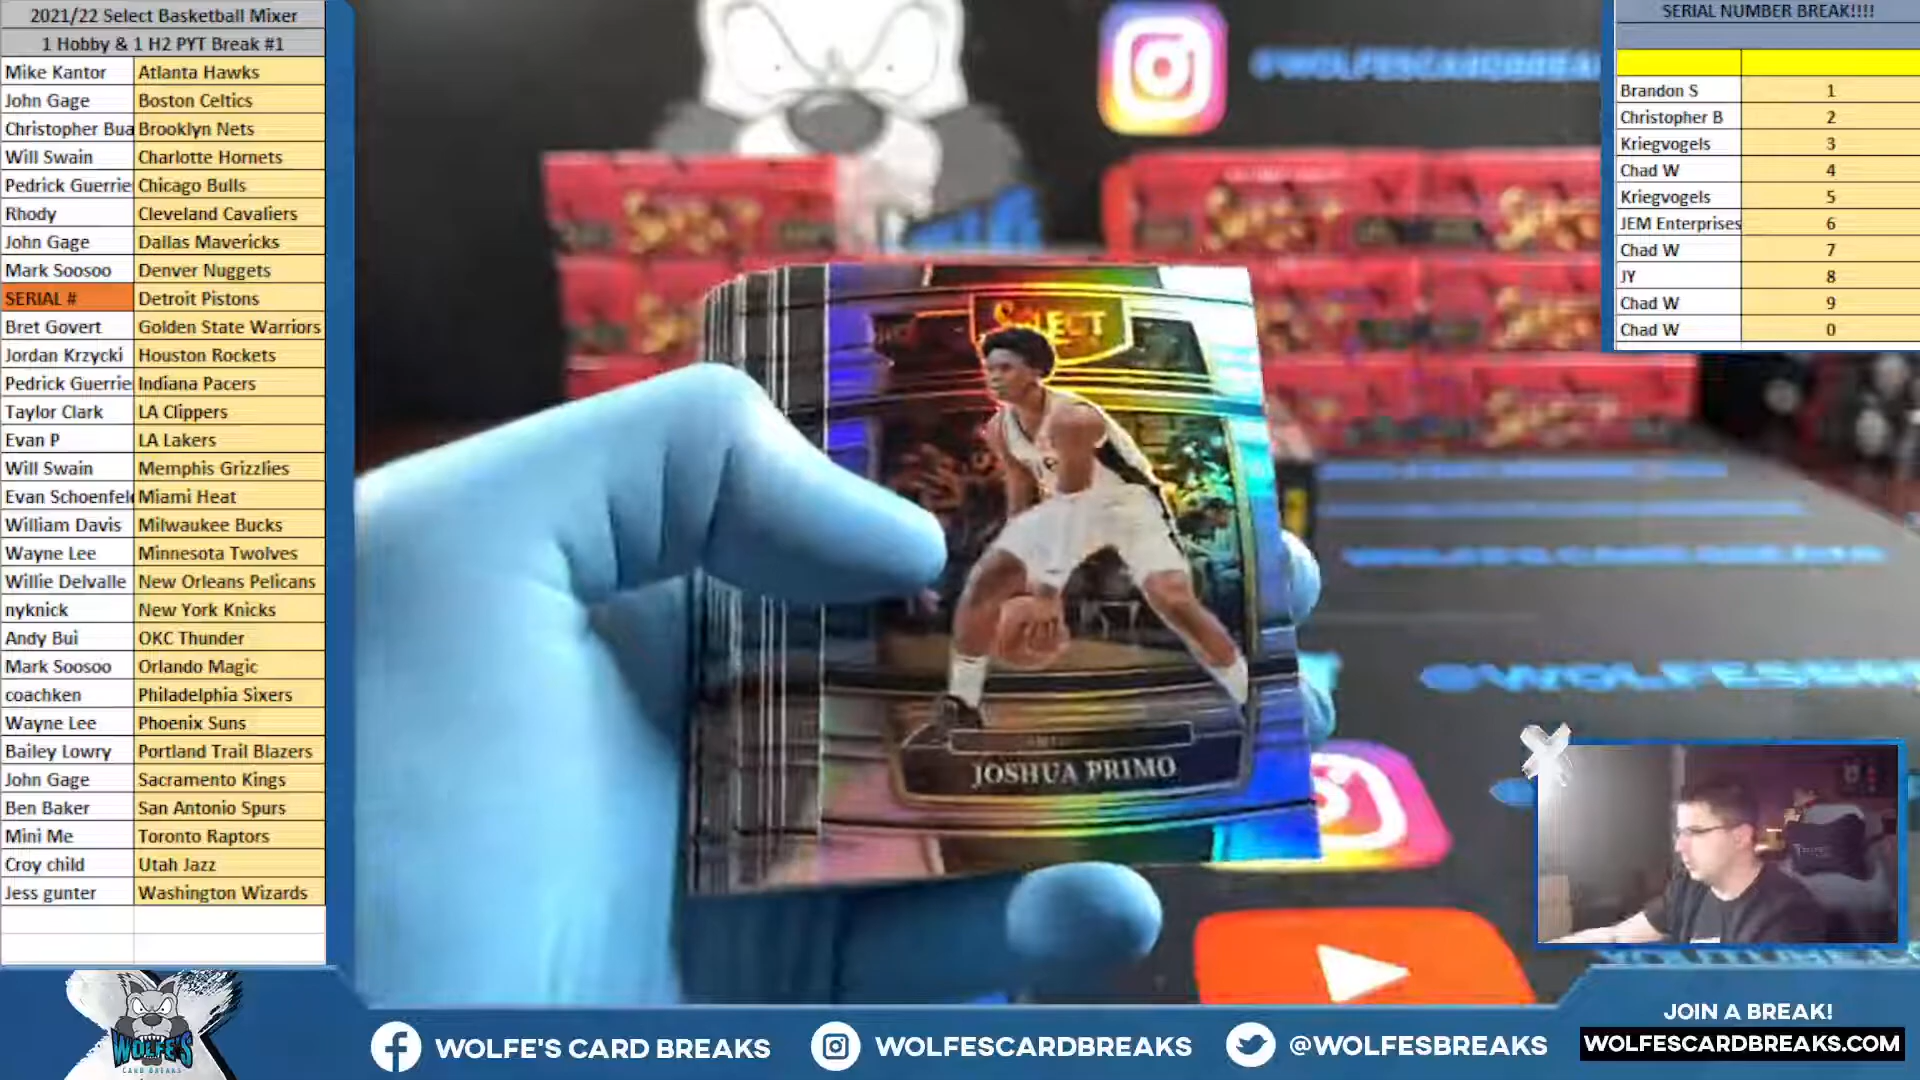 2021/22 Select Basketball Mixer
1 Hobby & 1 H2 PYT Break #1
Mike Kantor Atlanta Hawks
John Gage Boston Celtics
Christopher Bua Brooklyn Nets
Will Swain Charlotte Hornets
Pedrick Guerrie Chicago Bulls
Rhody Cleveland Cavaliers
John Gage Dallas Mavericks
Mark Soosoo Denver Nuggets
SERIAL # Detroit Pistons
Bret Govert Golden State Warriors
Jordan Krzycki Houston Rockets
Pedrick Guerrie Indiana Pacers
Taylor Clark LA Clippers
Evan P LA Lakers
Will Swain Memphis Grizzlies
Evan Schoenfel Miami Heat
William Davis Milwaukee Bucks
Wayne Lee Minnesota Twolves
Willie Delvalle New Orleans Pelicans
nyknick New York Knicks
Andy Bui OKC Thunder
Mark Soosoo Orlando Magic
coachken Philadelphia Sixers
Wayne Lee Phoenix Suns
Bailey Lowry Portland Trail Blazers
John Gage Sacramento Kings
Ben Baker San Antonio Spurs
Mini Me Toronto Raptors
Croy child Utah Jazz
Jess gunter Washington Wizards
SERIAL NUMBER BREAK!!!!
Brandon S 1
Christopher B 2
Kriegvogels 3
Chad W 4
Kriegvogels 5
JEM Enterprises 6
Chad W 7
JY 8
Chad W 9
Chad W 0
@WOLFESCARDBREA
SELECT
JOSHUA PRIMO
WOLFE'S
CARD BREAKS
WOLFE'S CARD BREAKS
WOLFESCARDBREAKS
@WOLFESBREAKS
JOIN A BREAK!
WOLFESCARDBREAKS.COM